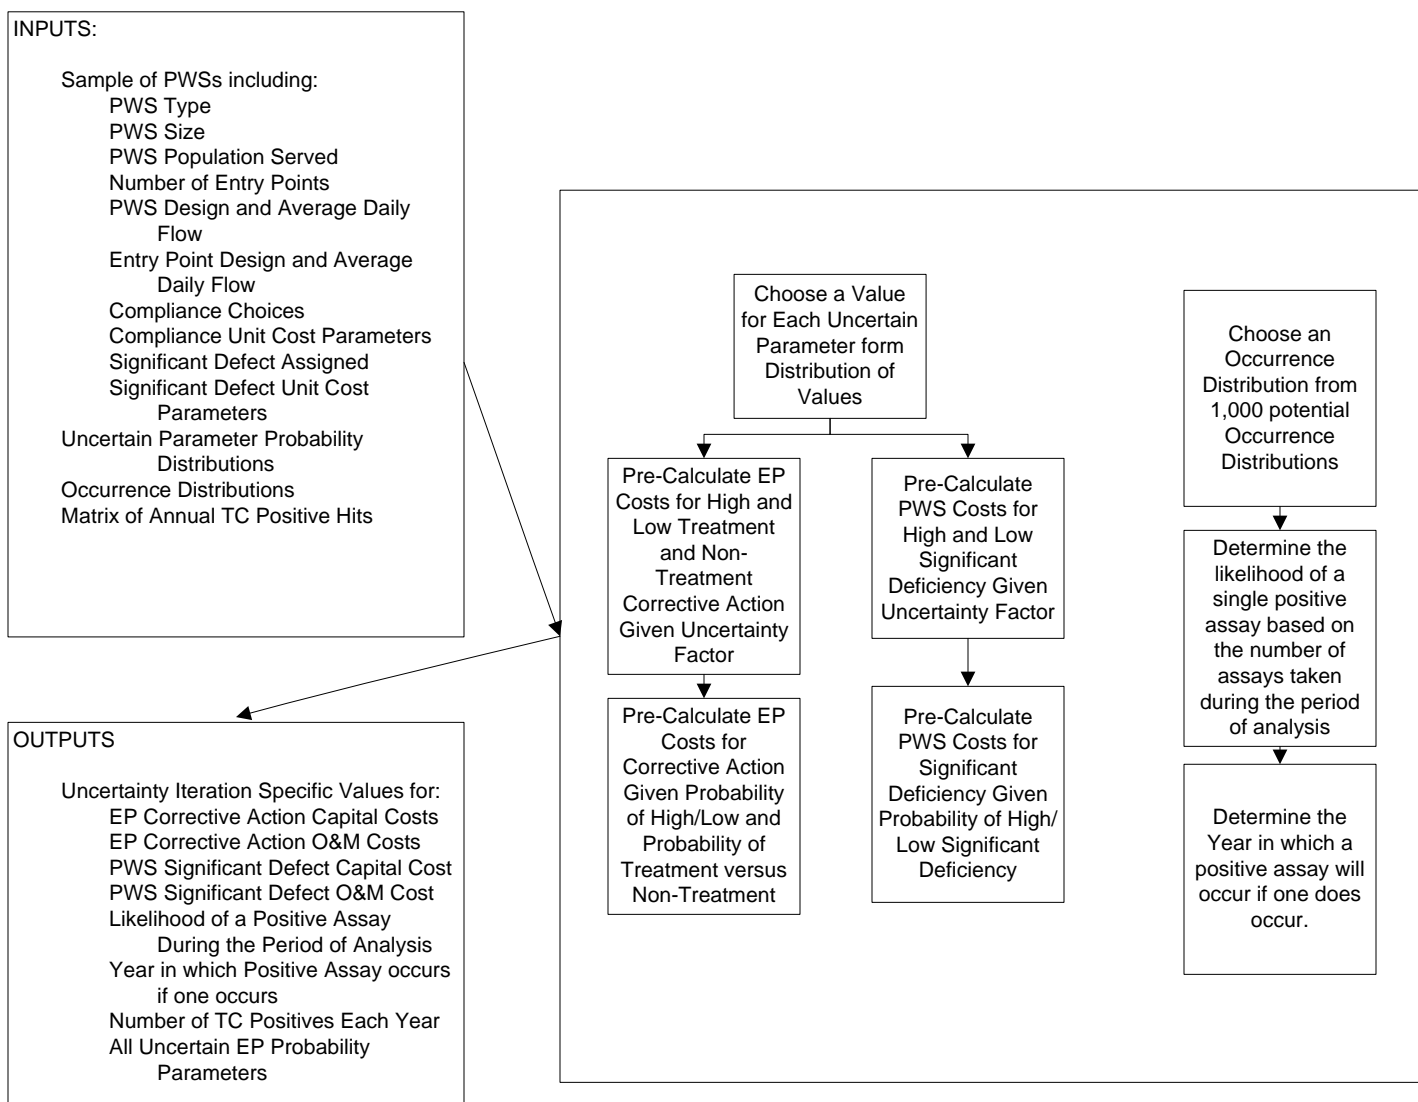 INPUTS:
Sample of PWSs including:
PWS Type
PWS Size
PWS Population Served
Number of Entry Points
PWS Design and Average Daily
Flow
Entry Point Design and Average
Daily Flow
Compliance Choices
Compliance Unit Cost Parameters
Significant Defect Assigned
Significant Defect Unit Cost
Parameters
Uncertain Parameter Probability
Distributions
Occurrence Distributions
Matrix of Annual TC Positive Hits
OUTPUTS
Uncertainty Iteration Specific Values for:
EP Corrective Action Capital Costs
EP Corrective Action O&M Costs
PWS Significant Defect Capital Cost
PWS Significant Defect O&M Cost
Likelihood of a Positive Assay
During the Period of Analysis
Year in which Positive Assay occurs
if one occurs
Number of TC Positives Each Year
All Uncertain EP Probability
Parameters
Choose a Value
for Each Uncertain
Parameter form
Distribution of
Values
Pre-Calculate EP
Costs for High and
Low Treatment
and Non-
Treatment
Corrective Action
Given Uncertainty
Factor
Pre-Calculate EP
Costs for
Corrective Action
Given Probability
of High/Low and
Probability of
Treatment versus
Non-Treatment
Pre-Calculate
PWS Costs for
High and Low
Significant
Deficiency Given
Uncertainty Factor
Pre-Calculate
PWS Costs for
Significant
Deficiency Given
Probability of High/
Low Significant
Deficiency
Choose an
Occurrence
Distribution from
1,000 potential
Occurrence
Distributions
Determine the
likelihood of a
single positive
assay based on
the number of
assays taken
during the period
of analysis
Determine the
Year in which a
positive assay will
occur if one does
occur.